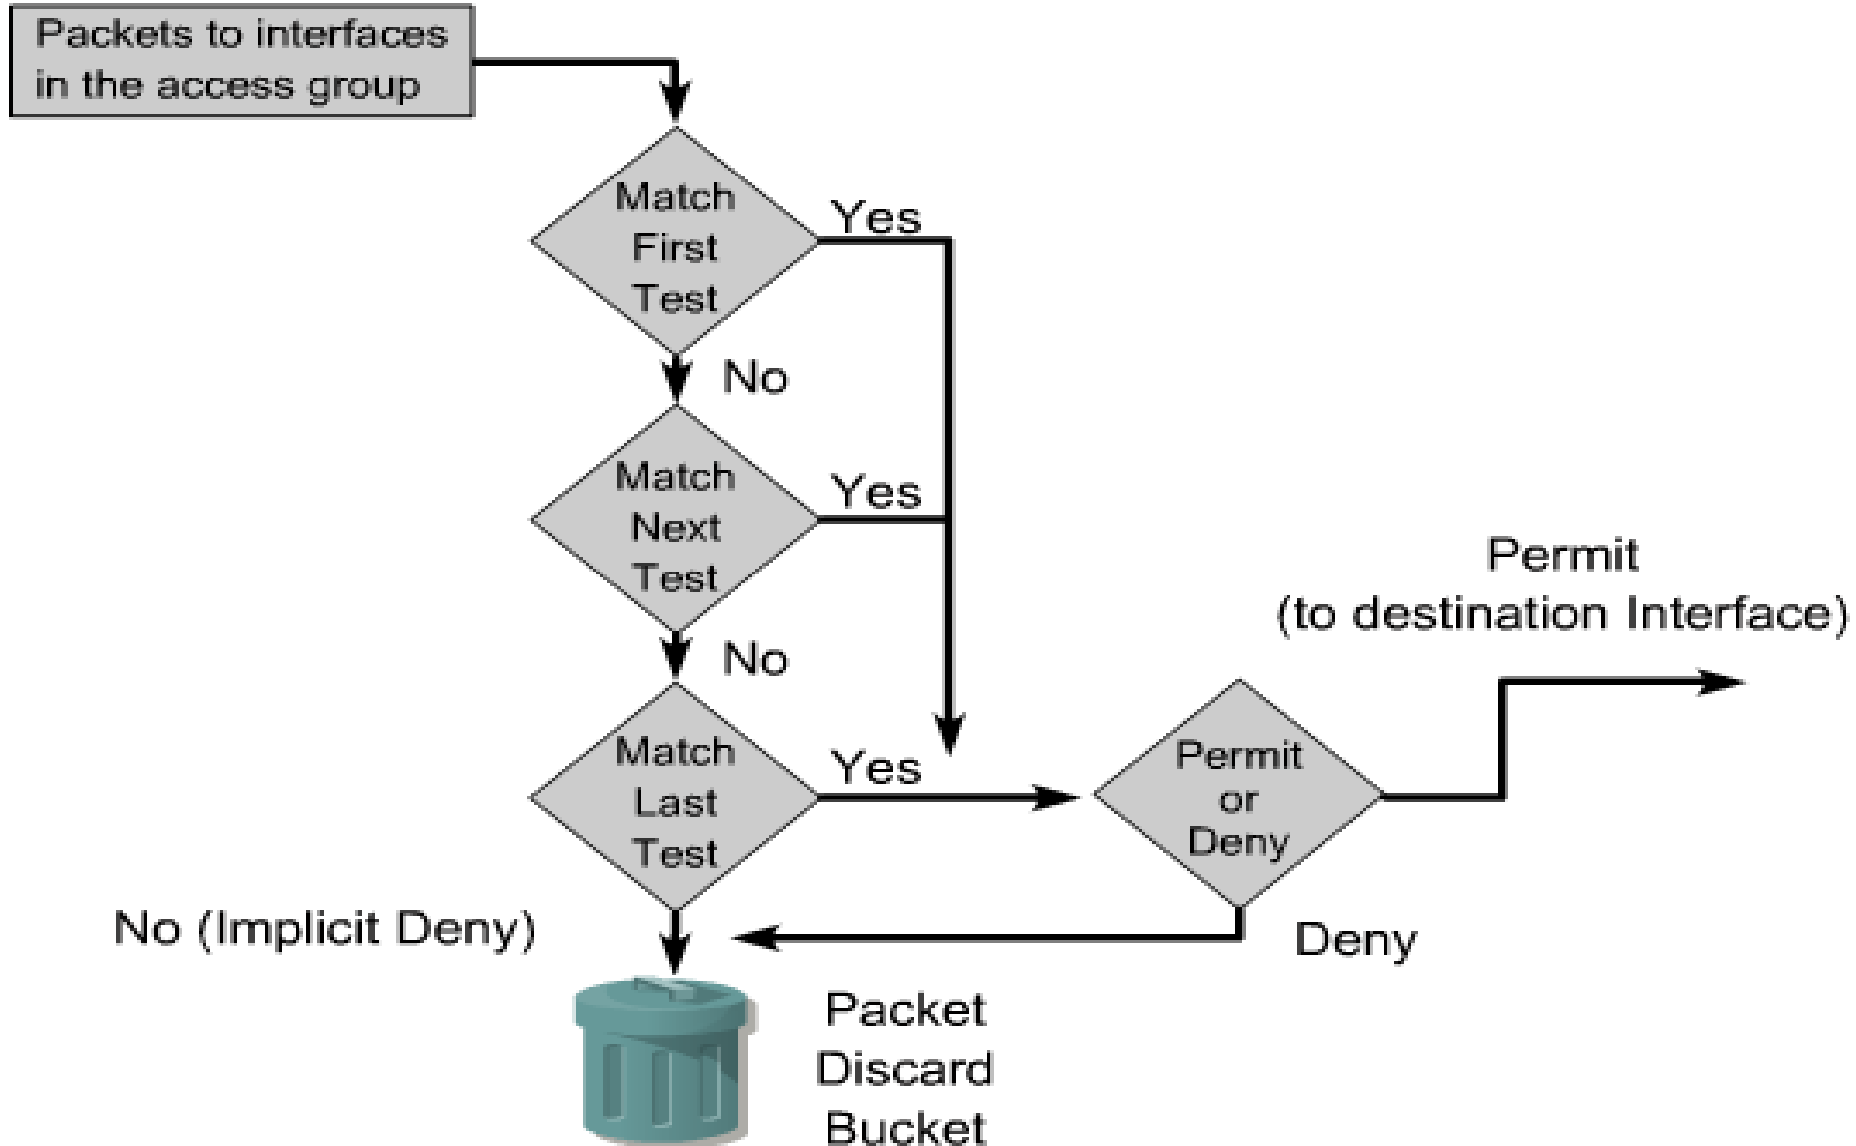 Packets to interfaces
in the access group
Match
First
Test
Yes
No
Match
Next
Test
Yes
No
Match
Last
Test
Yes
Permit
or
Deny
Permit
(to destination Interface)
No (Implicit Deny)
Deny
Packet
Discard
Bucket